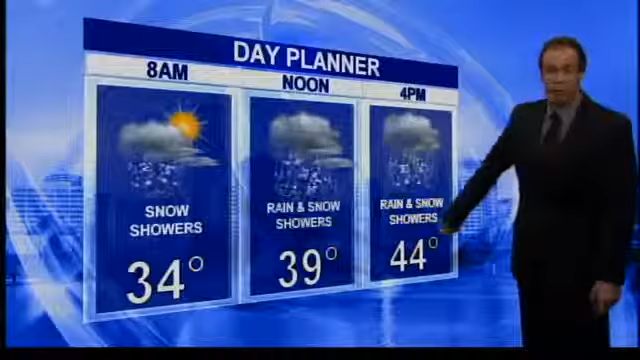 DAY PLANNER
8AM
NOON
4PM
SNOW
SHOWERS
RAIN & SNOW
SHOWERS
RAIN & SNOW
SHOWERS
34°
39°
44°